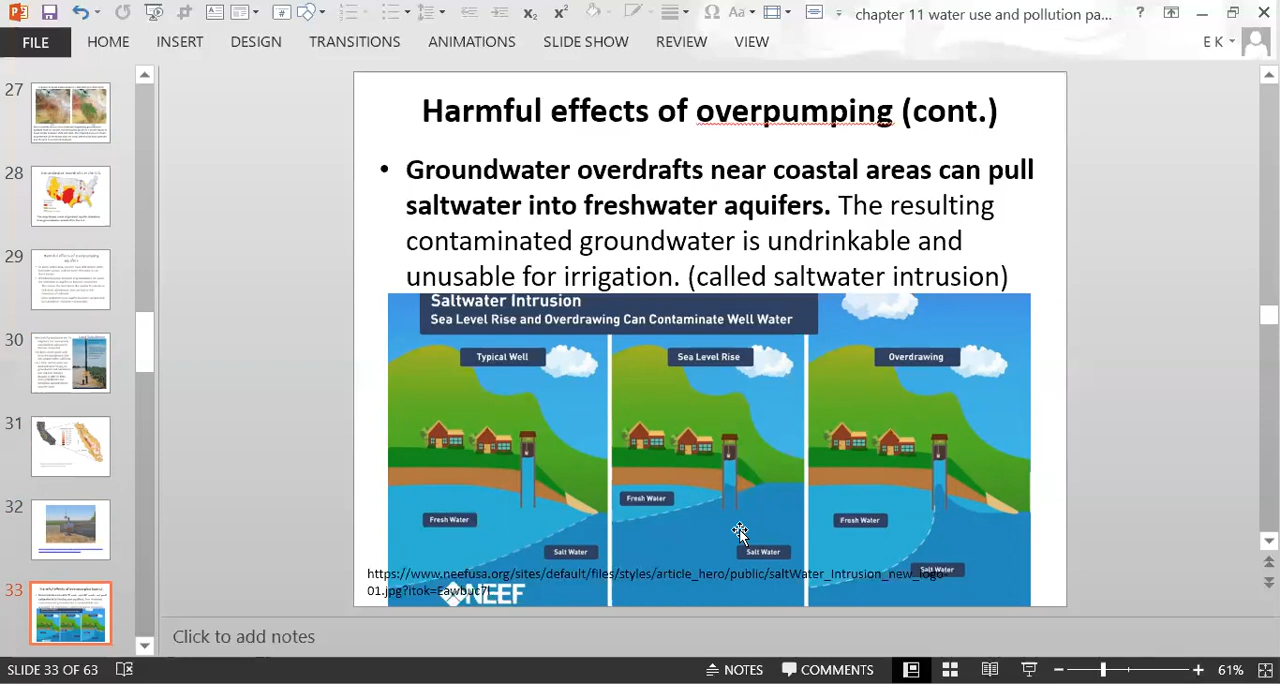 chapter 11 water use and pollution pa...
?
FILE
HOME
INSERT
DESIGN
TRANSITIONS
ANIMATIONS
SLIDE SHOW
REVIEW
VIEW
E K
27
28
29
30
31
32
33
Harmful effects of overpumping (cont.)
• Groundwater overdrafts near coastal areas can pull
saltwater into freshwater aquifers. The resulting
contaminated groundwater is undrinkable and
unusable for irrigation. (called saltwater intrusion)
Saltwater Intrusion
Sea Level Rise and Overdrawing Can Contaminate Well Water
Typical Well
Sea Level Rise
Overdrawing
Fresh Water
Salt Water
Fresh Water
Salt Water
Fresh Water
Salt Water
https://www.neefusa.org/sites/default/files/styles/article_hero/public/saltWater_Intrusion_new_logo-
01.jpg?itok=Eawbuc7l
NEEF
Click to add notes
SLIDE 33 OF 63
NOTES
COMMENTS
61%